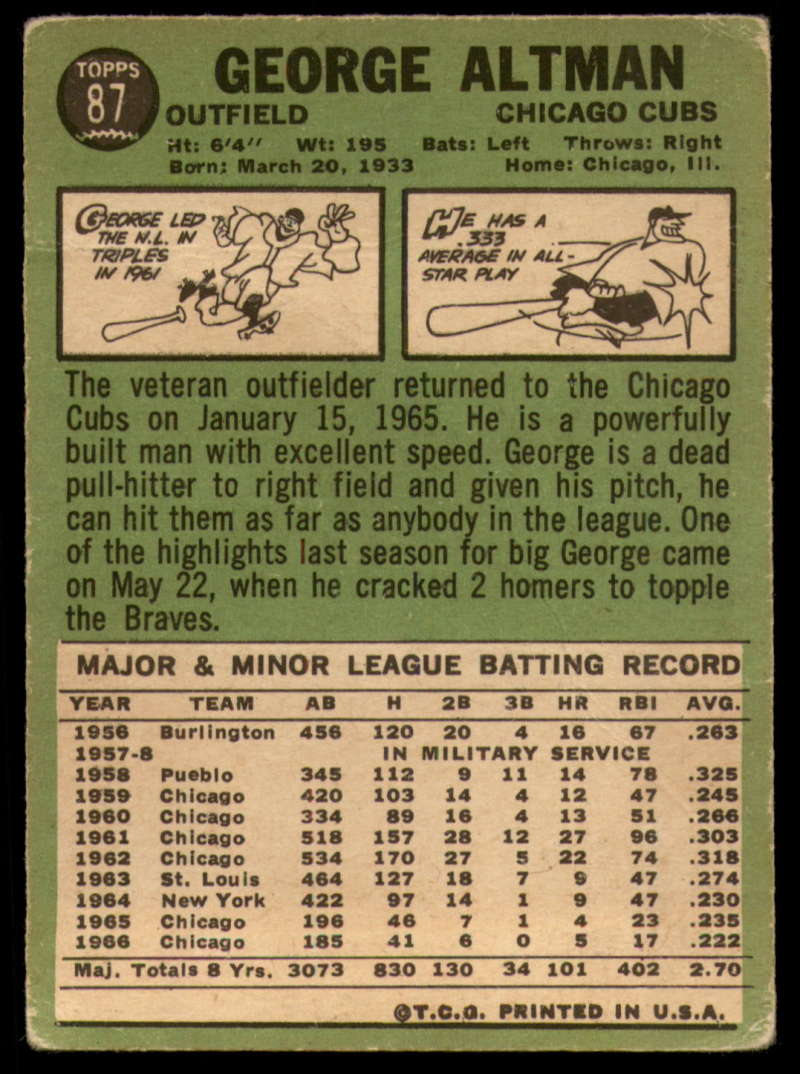 TOPPS
87
GEORGE ALTMAN
OUTFIELD CHICAGO CUBS
Ht: 6'4" Wt: 195 Bats: Left Throws: Right
Born: March 20, 1933 Home: Chicago, Ill.
GEORGE LED
THE N.L. IN
TRIPLES
IN 1961
HE HAS A
.333
AVERAGE IN ALL-
STAR PLAY
The veteran outfielder returned to the Chicago
Cubs on January 15, 1965. He is a powerfully
built man with excellent speed. George is a dead
pull-hitter to right field and given his pitch, he
can hit them as far as anybody in the league. One
of the highlights last season for big George came
on May 22, when he cracked 2 homers to topple
the Braves.
MAJOR & MINOR LEAGUE BATTING RECORD
YEAR TEAM AB H 2B 3B HR RBI AVG.
1956 Burlington 456 120 20 4 16 67 .263
1957-8 IN MILITARY SERVICE
1958 Pueblo 345 112 9 11 14 78 .325
1959 Chicago 420 103 14 4 12 47 .245
1960 Chicago 334 89 16 4 13 51 .266
1961 Chicago 518 157 28 12 27 96 .303
1962 Chicago 534 170 27 5 22 74 .318
1963 St. Louis 464 127 18 7 9 47 .274
1964 New York 422 97 14 1 9 47 .230
1965 Chicago 196 46 7 1 4 23 .235
1966 Chicago 185 41 6 0 5 17 .222
Maj. Totals 8 Yrs. 3073 830 130 34 101 402 2.70
©T.C.G. PRINTED IN U.S.A.